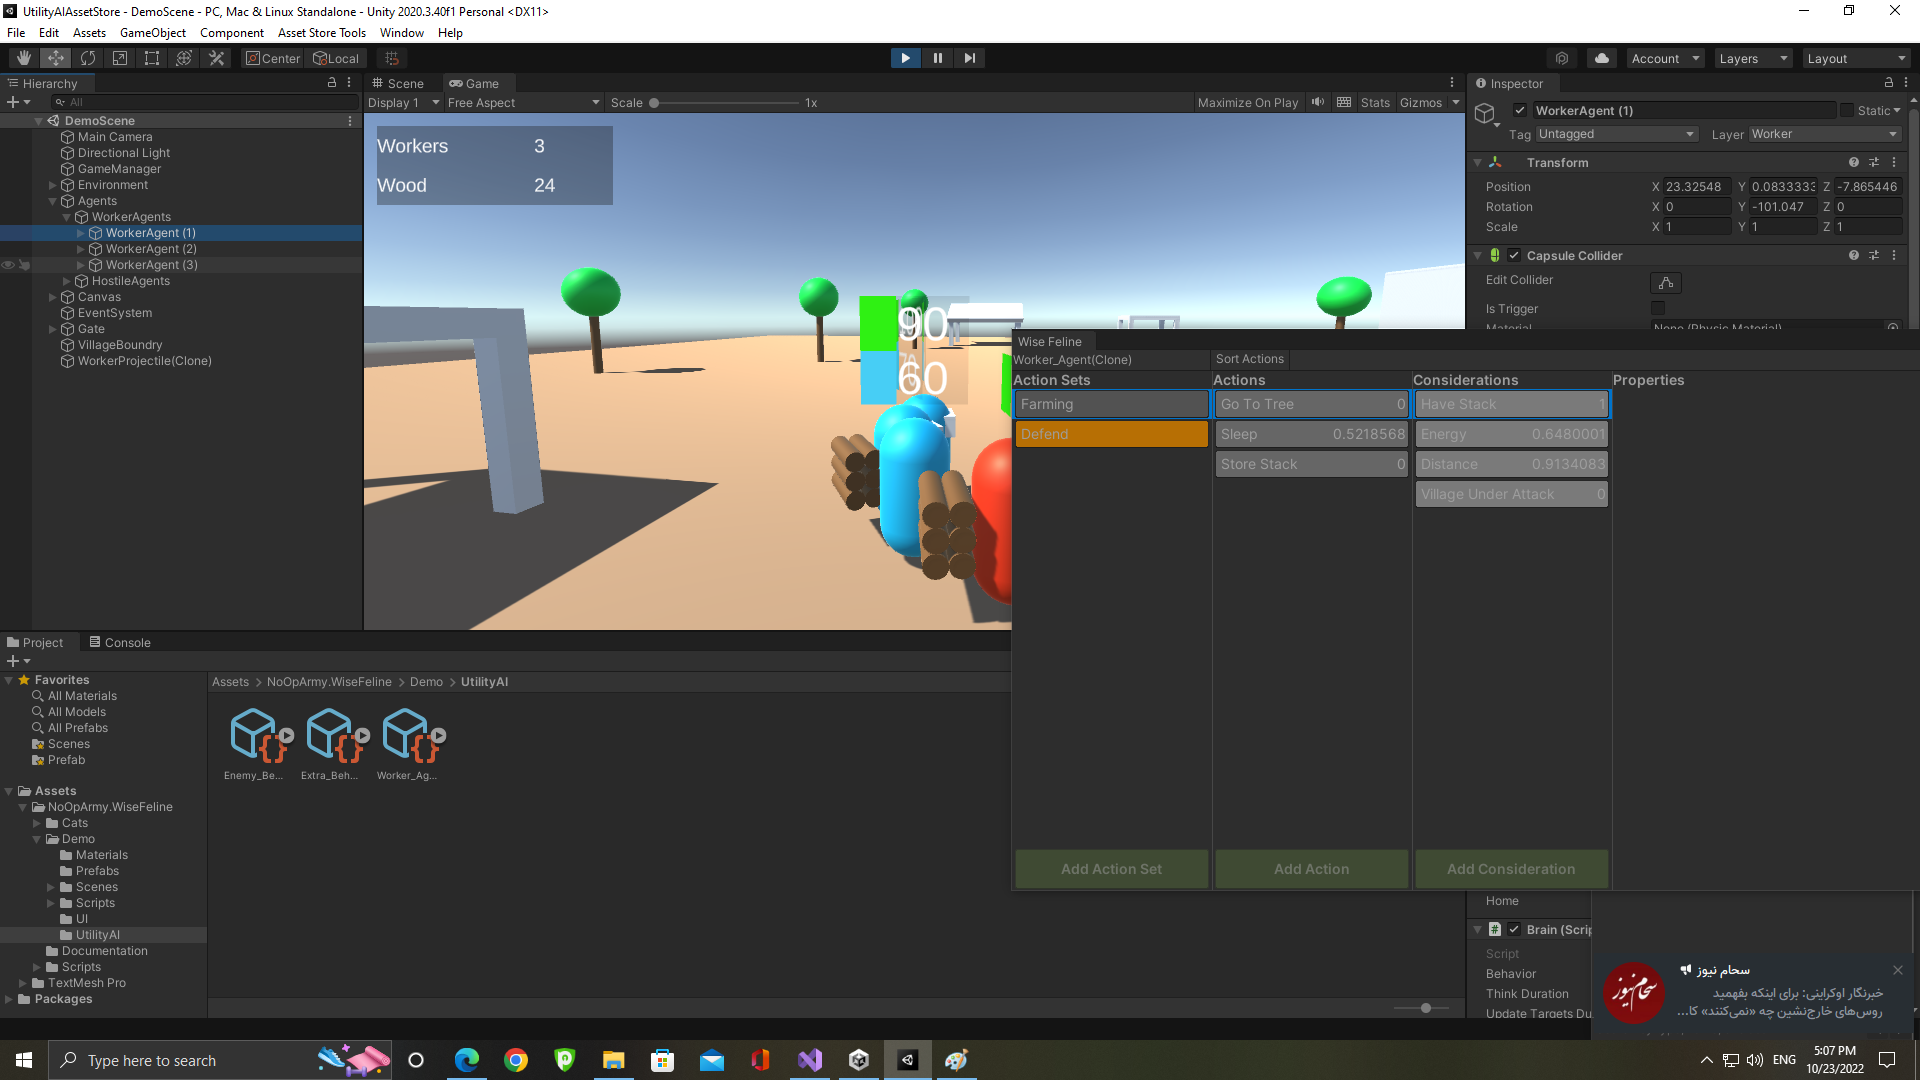 UtilityAIAssetStore - DemoScene - PC, Mac & Linux Standalone - Unity 2020.3.40f1 Personal <DX11>
File Edit Assets GameObject Component Asset Store Tools Window Help
Center Local Account Layers Layout
Hierarchy
All
DemoScene
Main Camera
Directional Light
GameManager
Environment
Agents
WorkerAgents
WorkerAgent (1)
WorkerAgent (2)
WorkerAgent (3)
HostileAgents
Canvas
EventSystem
Gate
VillageBoundry
WorkerProjectile(Clone)
Scene Game
Display 1 Free Aspect Scale 1x Maximize On Play Stats Gizmos
Workers 3
Wood 24
90
60
Inspector
WorkerAgent (1) Static
Tag Untagged Layer Worker
Transform
Position X 23.32548 Y 0.0833333 Z -7.865446
Rotation X 0 Y -101.047 Z 0
Scale X 1 Y 1 Z 1
Capsule Collider
Edit Collider
Is Trigger
Material None (Physic Material)
Wise Feline
Worker_Agent(Clone) Sort Actions
Action Sets Actions Considerations Properties
Farming Go To Tree 0 Have Stack 1
Defend Sleep 0.5218568 Energy 0.6480001
Store Stack 0 Distance 0.9134083
Village Under Attack 0
Add Action Set Add Action Add Consideration
Home
Brain (Scrip
Script
Behavior
Think Duration
Update Targets Du
Project Console
Favorites
All Materials
All Models
All Prefabs
Scenes
Prefab
Assets
NoOpArmy.WiseFeline
Cats
Demo
Materials
Prefabs
Scenes
Scripts
UI
UtilityAI
Documentation
Scripts
TextMesh Pro
Packages
Assets > NoOpArmy.WiseFeline > Demo > UtilityAI
Enemy_Be... Extra_Beh... Worker_Ag...
سحام نیوز
سحام نیوز
خبرنگار اوکراینی: برای اینکه بفهمید
روس‌های خارج‌نشین چه «نمی‌کنند» کا...
Type here to search
ENG
5:07 PM
10/23/2022